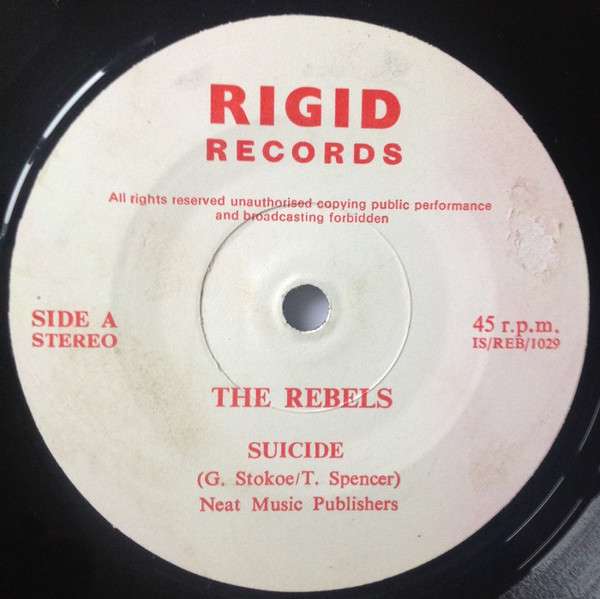 RIGID
RECORDS
All rights reserved unauthorised copying public performance
and broadcasting forbidden
SIDE A
STEREO
45 r.p.m.
IS/REB/1029
THE REBELS
SUICIDE
(G. Stokoe/T. Spencer)
Neat Music Publishers